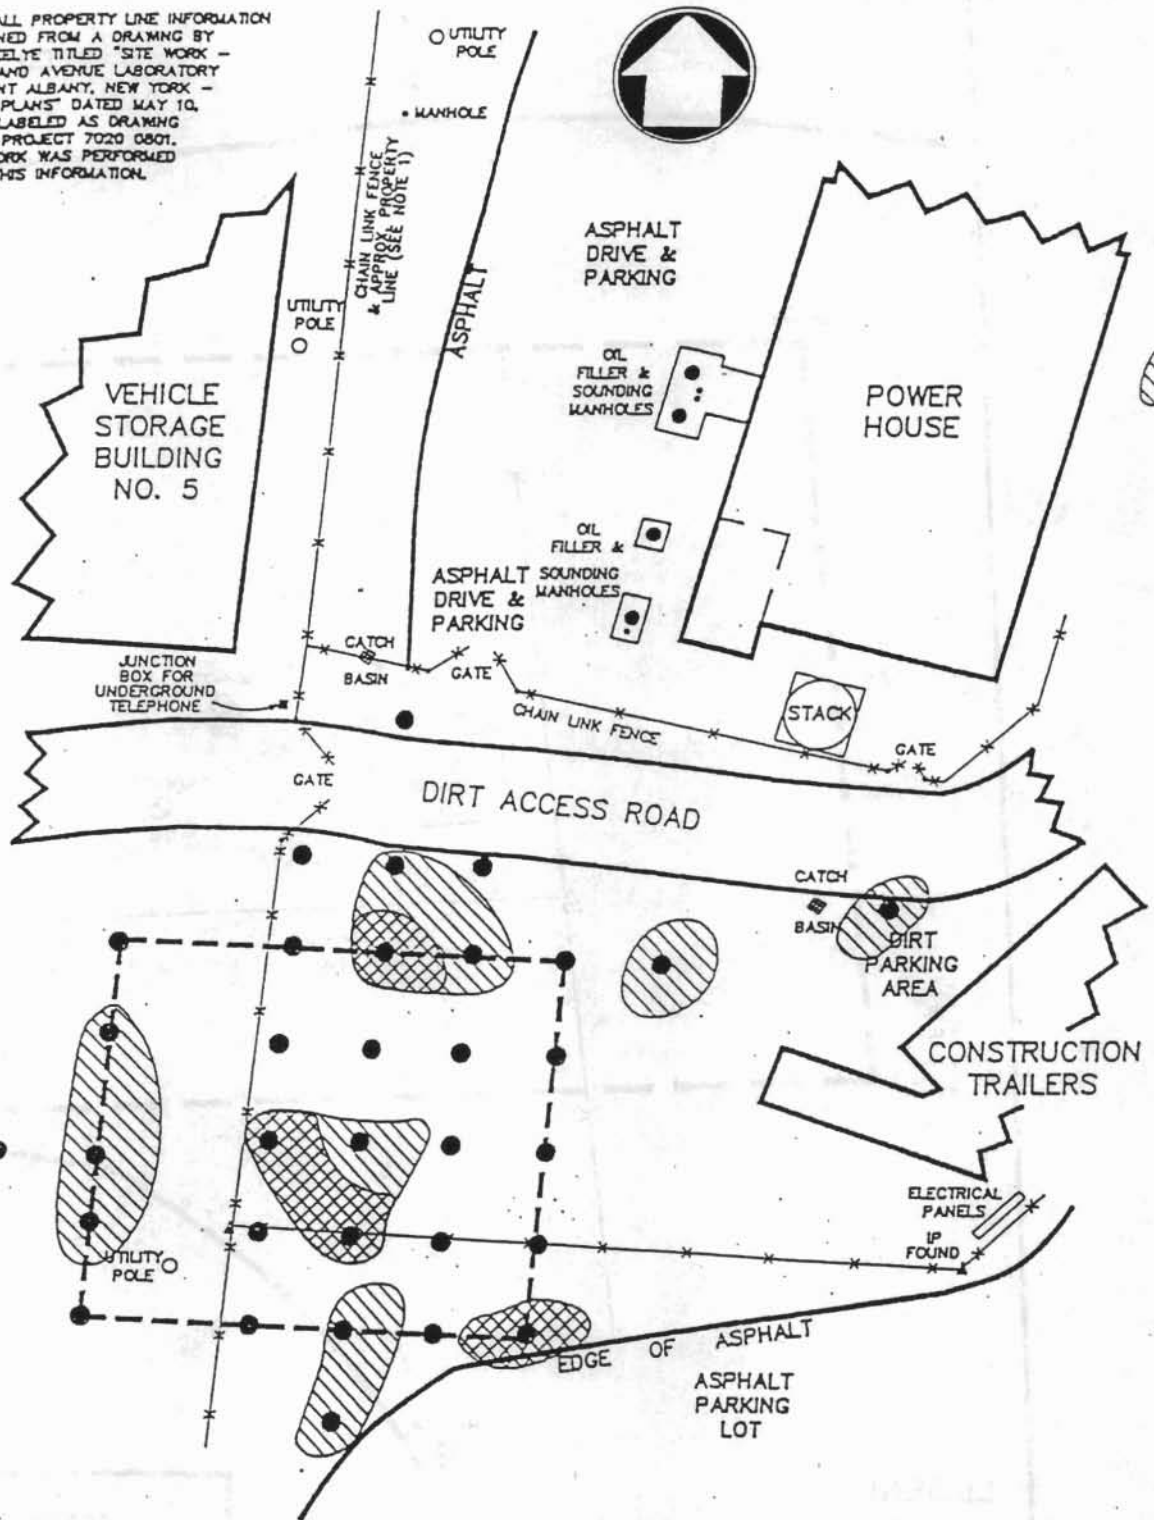 ALL PROPERTY LINE INFORMATION
NED FROM A DRAWING BY
ELYE TITLED "SITE WORK –
AND AVENUE LABORATORY
NT ALBANY, NEW YORK –
PLANS" DATED MAY 10,
LABELED AS DRAWING
PROJECT 7020 0801.
ORK WAS PERFORMED
HIS INFORMATION.
UTILITY
POLE
MANHOLE
CHAIN LINK FENCE
& APPROX. PROPERTY
LINE (SEE NOTE 1)
ASPHALT
ASPHALT
DRIVE &
PARKING
UTILITY
POLE
VEHICLE
STORAGE
BUILDING
NO. 5
OIL
FILLER &
SOUNDING
MANHOLES
POWER
HOUSE
OIL
FILLER &
SOUNDING
MANHOLES
ASPHALT
DRIVE &
PARKING
CATCH
BASIN
GATE
JUNCTION
BOX FOR
UNDERGROUND
TELEPHONE
CHAIN LINK FENCE
STACK
GATE
GATE
DIRT ACCESS ROAD
CATCH
BASIN
DIRT
PARKING
AREA
CONSTRUCTION
TRAILERS
ELECTRICAL
PANELS
IP
FOUND
UTILITY
POLE
EDGE OF ASPHALT
ASPHALT
PARKING
LOT